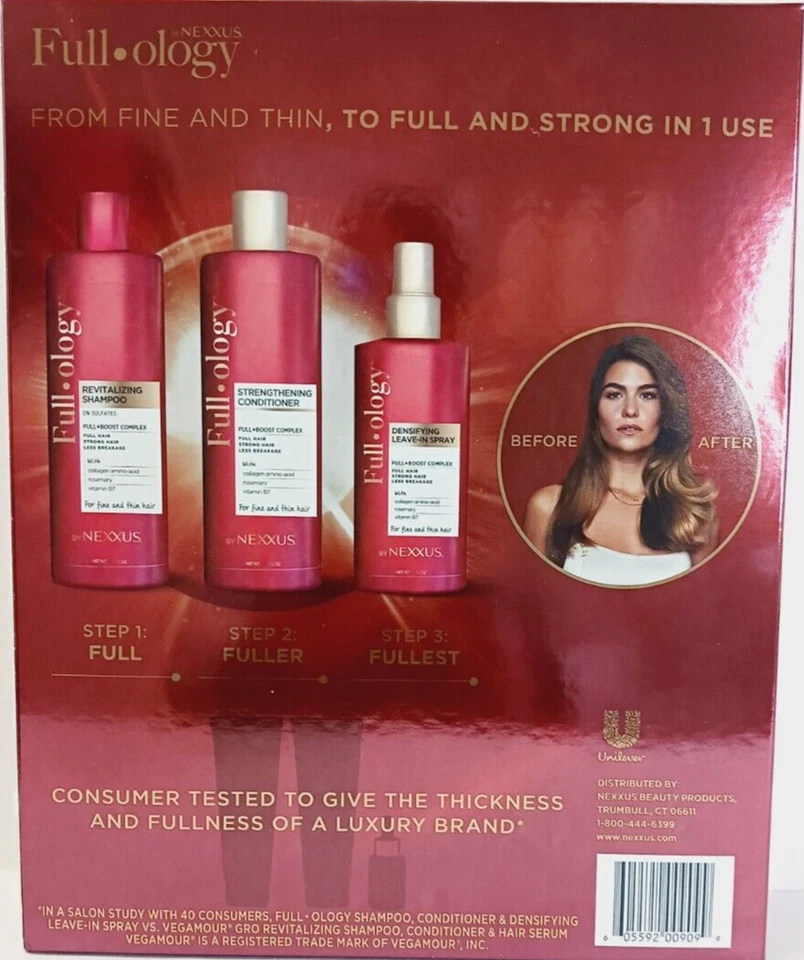 Full•ology
BY NEXXUS
FROM FINE AND THIN, TO FULL AND STRONG IN 1 USE
Full•ology
REVITALIZING
SHAMPOO
SULFATES
FULL+BOOST COMPLEX
FULL HAIR
STRONG HAIR
LESS BREAKAGE
With
collagen amino-acid
rosemary
vitamin B7
For fine and thin hair
BY NEXXUS
Full•ology
STRENGTHENING
CONDITIONER
FULL+BOOST COMPLEX
FULL HAIR
STRONG HAIR
LESS BREAKAGE
With
collagen amino-acid
rosemary
vitamin B7
For fine and thin hair
BY NEXXUS
Full•ology
DENSIFYING
LEAVE-IN SPRAY
FULL+BOOST COMPLEX
FULL HAIR
STRONG HAIR
LESS BREAKAGE
With
collagen amino-acid
rosemary
vitamin B7
For fine and thin hair
BY NEXXUS
BEFORE
AFTER
STEP 1:
FULL
STEP 2:
FULLER
STEP 3:
FULLEST
CONSUMER TESTED TO GIVE THE THICKNESS
AND FULLNESS OF A LUXURY BRAND*
Unilever
DISTRIBUTED BY:
NEXXUS BEAUTY PRODUCTS,
TRUMBULL, CT 06611
1-800-444-6399
www.nexxus.com
*IN A SALON STUDY WITH 40 CONSUMERS, FULL•OLOGY SHAMPOO, CONDITIONER & DENSIFYING
LEAVE-IN SPRAY VS. VEGAMOUR® GRO REVITALIZING SHAMPOO, CONDITIONER & HAIR SERUM
VEGAMOUR® IS A REGISTERED TRADE MARK OF VEGAMOUR®, INC.
6 05592 00909 9